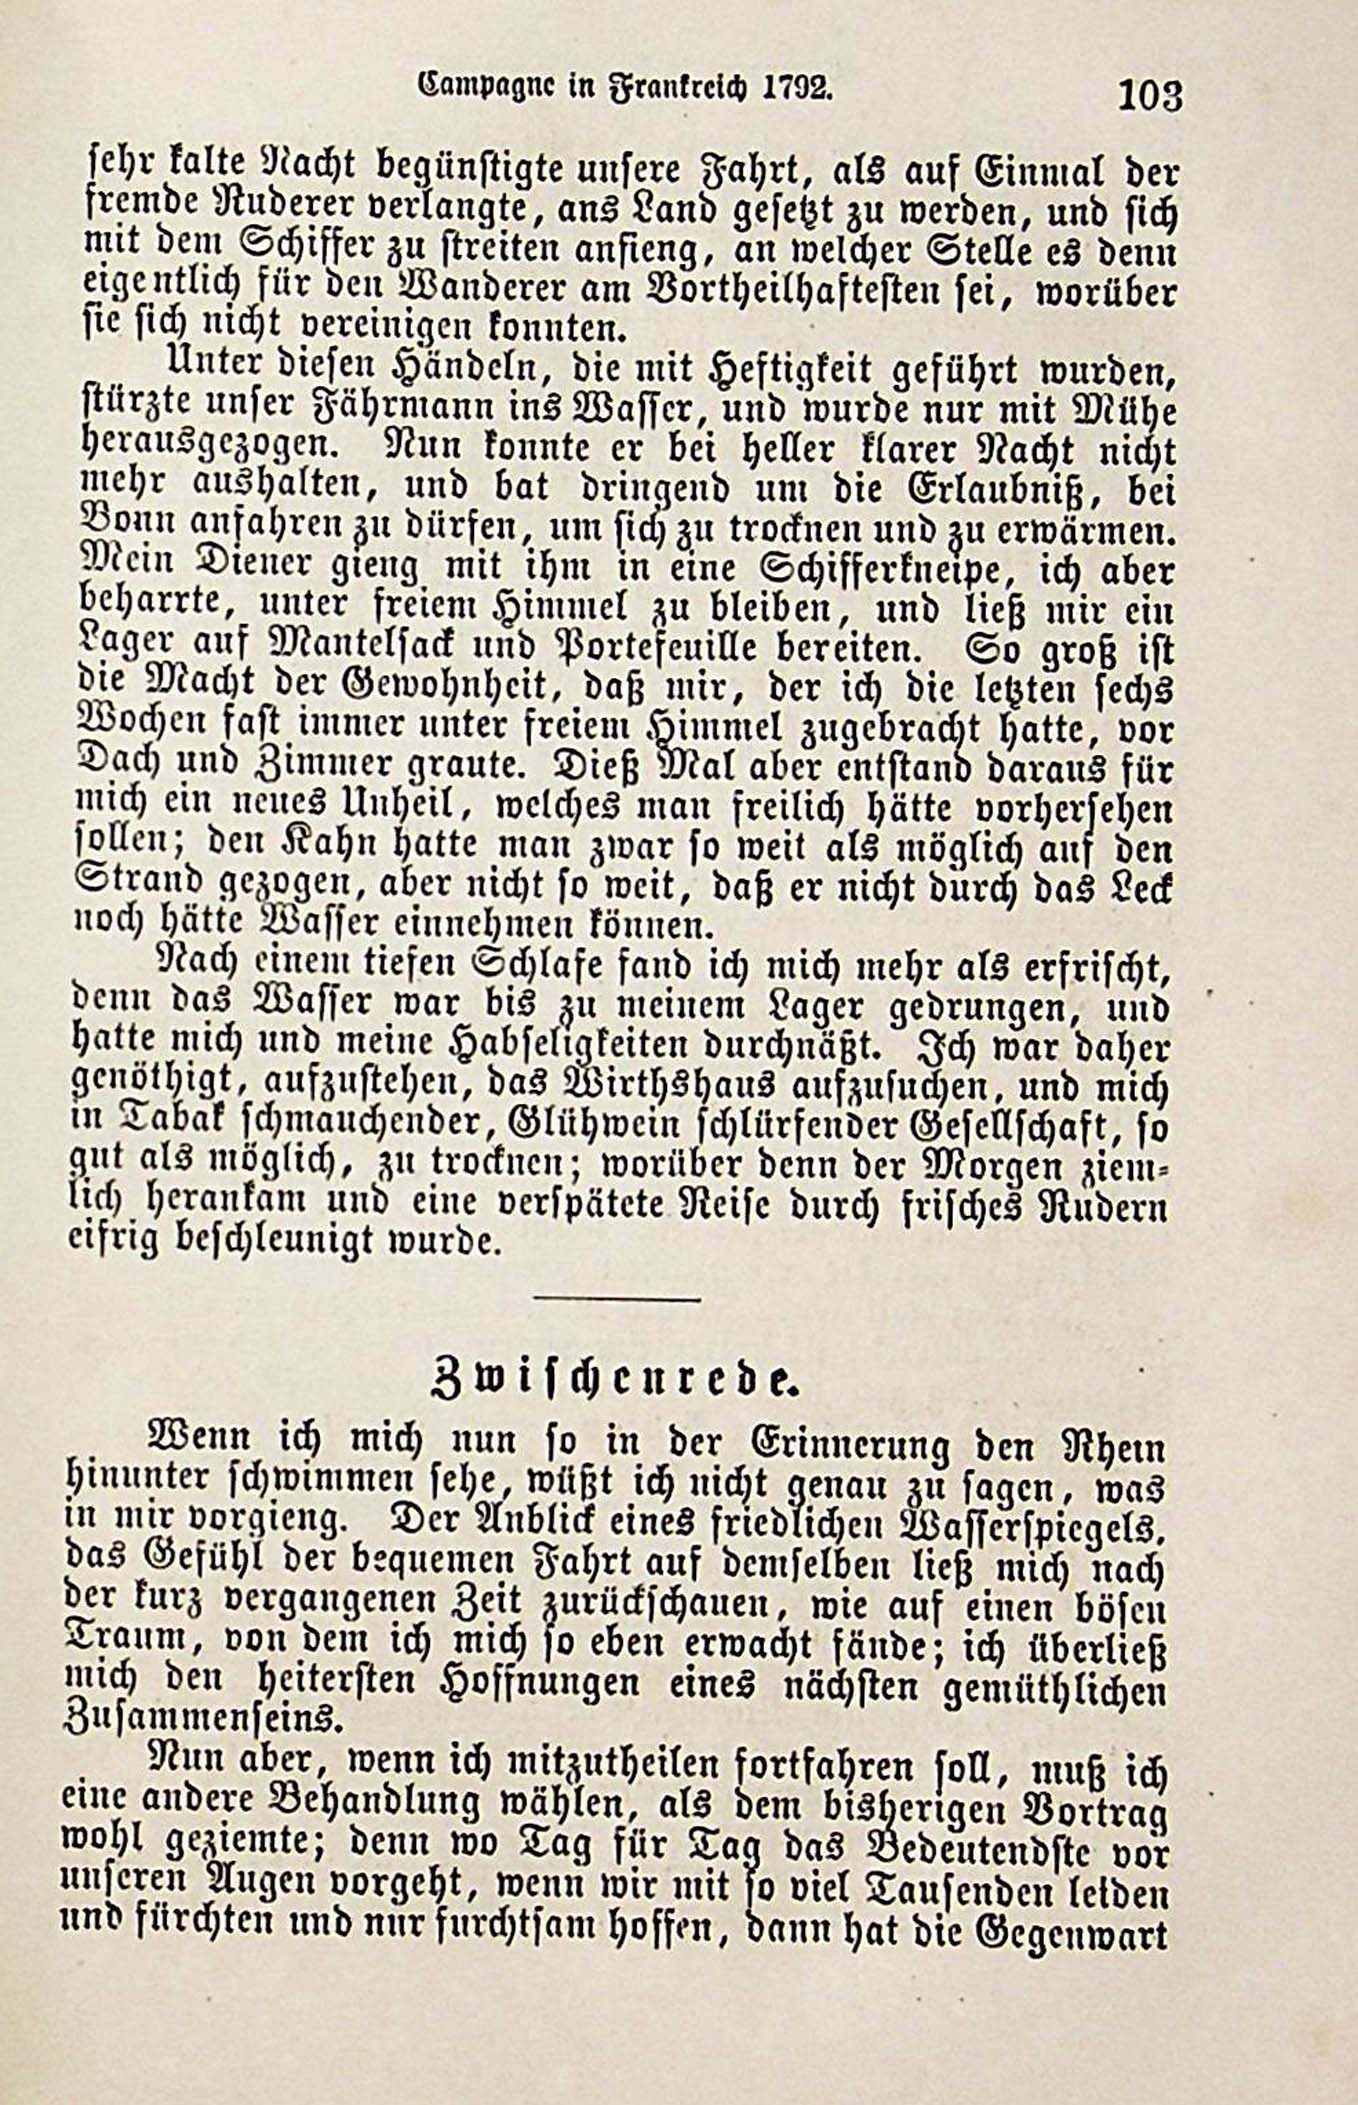 Campagne in Frankreich 1792.
103
sehr kalte Nacht begünstigte unsere Fahrt, als auf Einmal der
fremde Ruderer verlangte, ans Land gesetzt zu werden, und sich
mit dem Schiffer zu streiten anfieng, an welcher Stelle es denn
eigentlich für den Wanderer am Vortheilhaftesten sei, worüber
sie sich nicht vereinigen konnten.
Unter diesen Händeln, die mit Heftigkeit geführt wurden,
stürzte unser Fährmann ins Wasser, und wurde nur mit Mühe
herausgezogen. Nun konnte er bei heller klarer Nacht nicht
mehr aushalten, und bat dringend um die Erlaubniß, bei
Bonn anfahren zu dürfen, um sich zu trocknen und zu erwärmen.
Mein Diener gieng mit ihm in eine Schifferkneipe, ich aber
beharrte, unter freiem Himmel zu bleiben, und ließ mir ein
Lager auf Mantelsack und Portefeuille bereiten. So groß ist
die Macht der Gewohnheit, daß mir, der ich die letzten sechs
Wochen fast immer unter freiem Himmel zugebracht hatte, vor
Dach und Zimmer graute. Dieß Mal aber entstand daraus für
mich ein neues Unheil, welches man freilich hätte vorhersehen
sollen; den Kahn hatte man zwar so weit als möglich auf den
Strand gezogen, aber nicht so weit, daß er nicht durch das Leck
noch hätte Wasser einnehmen können.
Nach einem tiefen Schlafe fand ich mich mehr als erfrischt,
denn das Wasser war bis zu meinem Lager gedrungen, und
hatte mich und meine Habseligkeiten durchnäßt. Ich war daher
genöthigt, aufzustehen, das Wirthshaus aufzusuchen, und mich
in Tabak schmauchender, Glühwein schlürfender Gesellschaft, so
gut als möglich, zu trocknen; worüber denn der Morgen ziem-
lich herankam und eine verspätete Reise durch frisches Rudern
eifrig beschleunigt wurde.
Zwischenrede.
Wenn ich mich nun so in der Erinnerung den Rhein
hinunter schwimmen sehe, wüßt ich nicht genau zu sagen, was
in mir vorgieng. Der Anblick eines friedlichen Wasserspiegels,
das Gefühl der bequemen Fahrt auf demselben ließ mich nach
der kurz vergangenen Zeit zurückschauen, wie auf einen bösen
Traum, von dem ich mich so eben erwacht fände; ich überließ
mich den heitersten Hoffnungen eines nächsten gemüthlichen
Zusammenseins.
Nun aber, wenn ich mitzutheilen fortfahren soll, muß ich
eine andere Behandlung wählen, als dem bisherigen Vortrag
wohl geziemte; denn wo Tag für Tag das Bedeutendste vor
unseren Augen vorgeht, wenn wir mit so viel Tausenden leiden
und fürchten und nur furchtsam hoffen, dann hat die Gegenwart